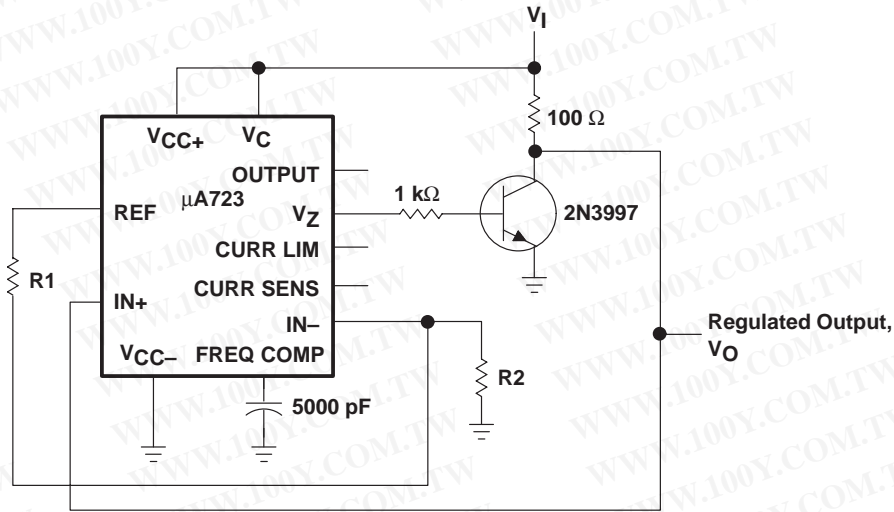 VI
VCC+
VC
OUTPUT
μA723
REF
VZ
1 kΩ
100 Ω
2N3997
CURR LIM
R1
CURR SENS
IN+
IN–
Regulated Output,
VO
VCC–
FREQ COMP
R2
5000 pF
WWW.100Y.COM.TW